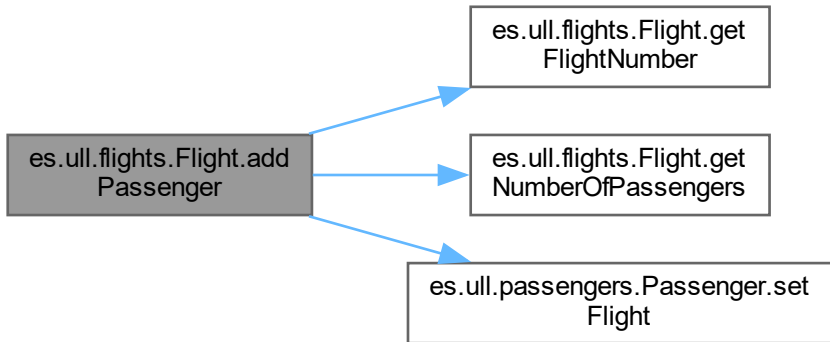 es.ull.flights.Flight.get
FlightNumber
es.ull.flights.Flight.add
Passenger
es.ull.flights.Flight.get
NumberOfPassengers
es.ull.passengers.Passenger.set
Flight